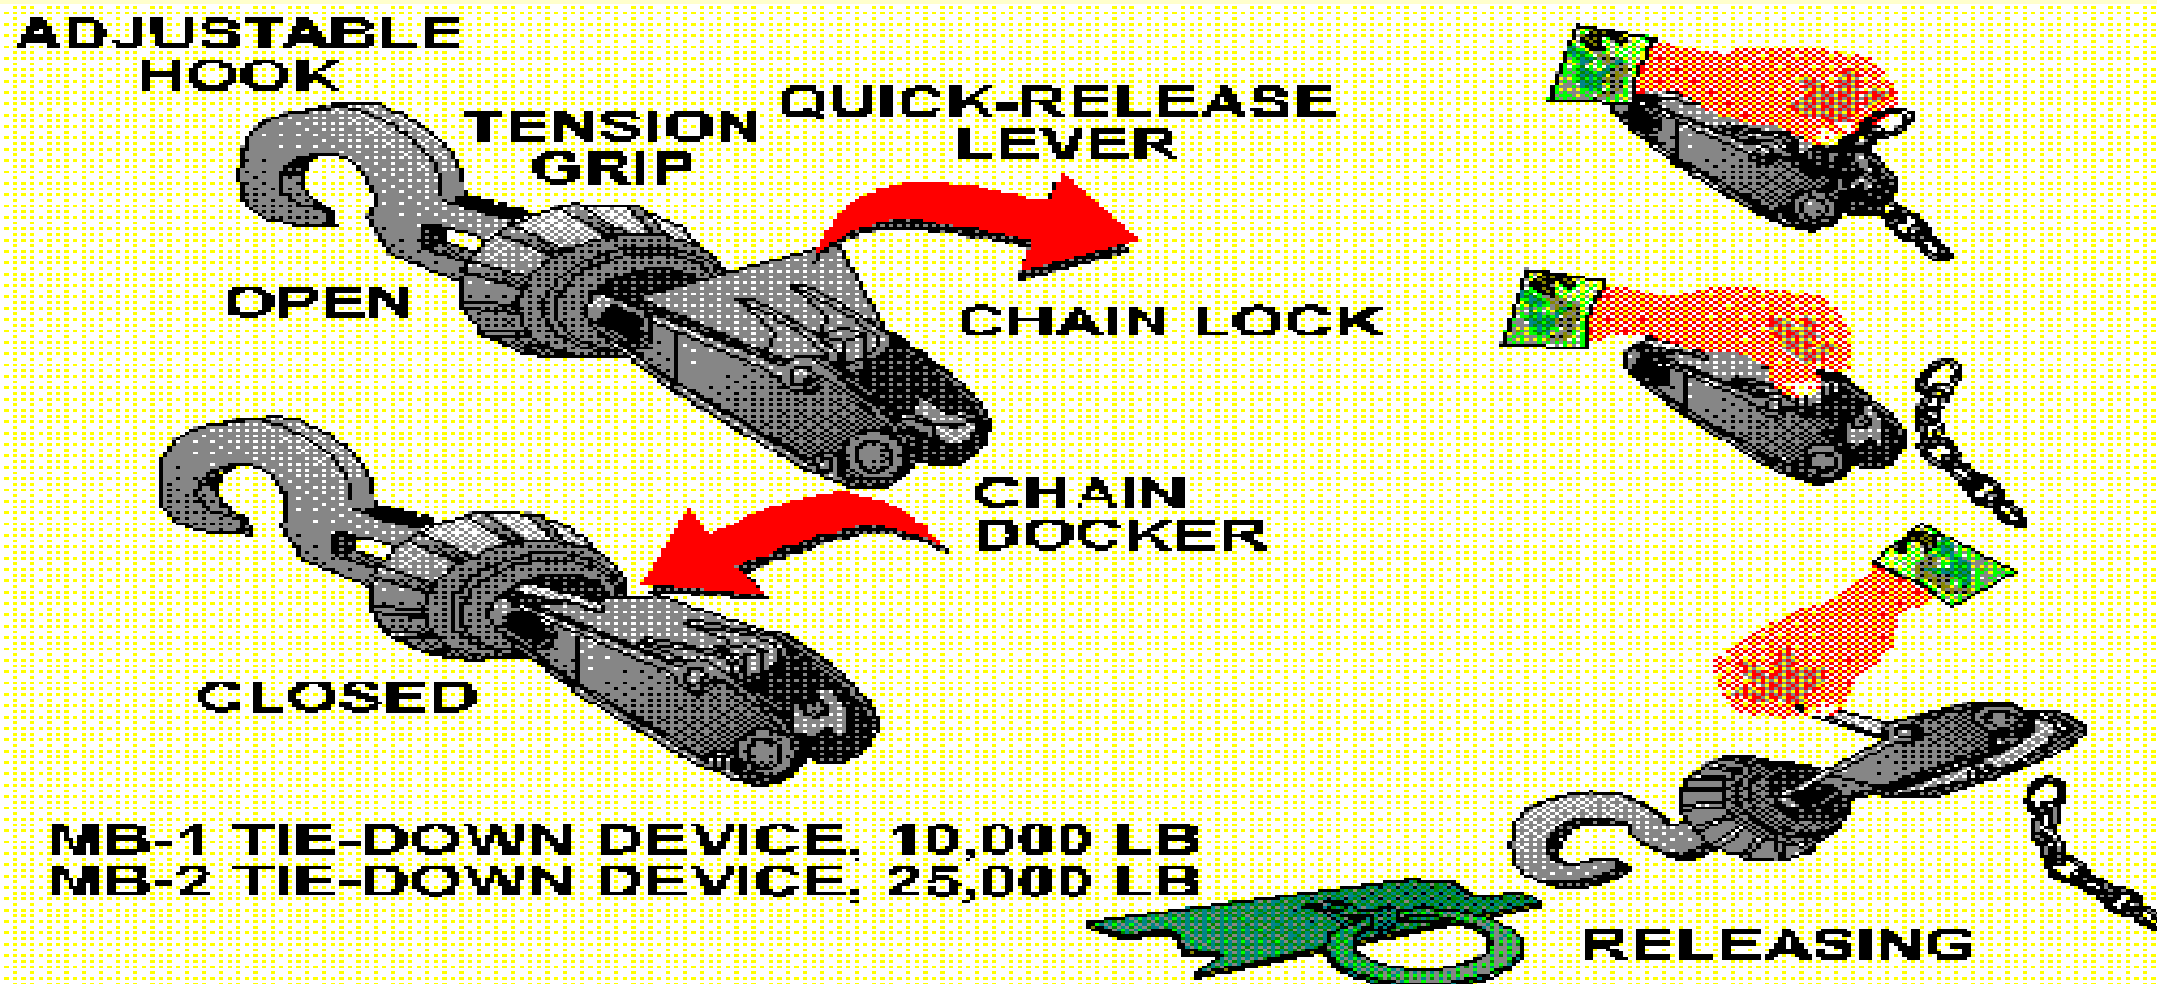 ADJUSTABLE
HOOK
TENSION
GRIP
QUICK-RELEASE
LEVER
OPEN
CHAIN LOCK
CHAIN
DOCKER
CLOSED
MB-1 TIE-DOWN DEVICE, 10,000 LB
MB-2 TIE-DOWN DEVICE, 25,000 LB
RELEASING